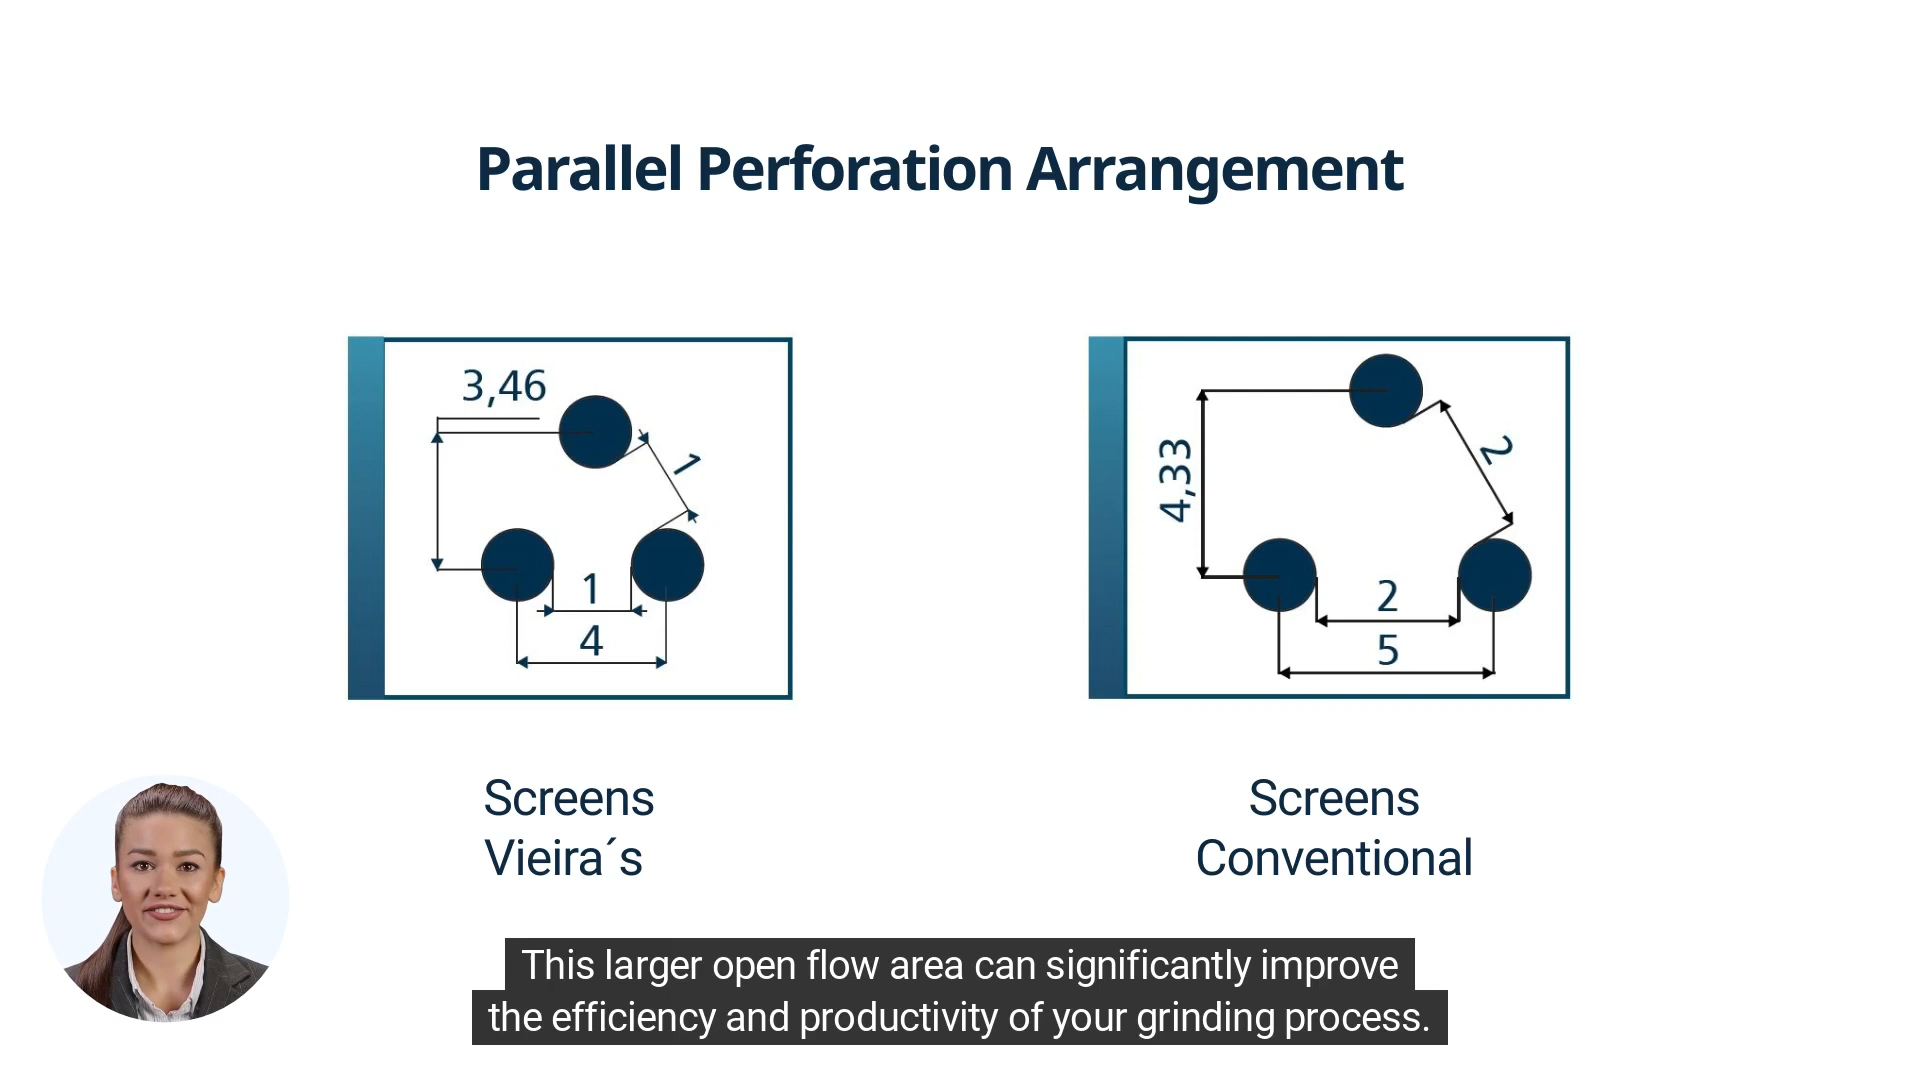 Parallel Perforation Arrangement
3,46
1
1
4
4,33
2
2
5
Screens
Vieira´s
Screens
Conventional
This larger open flow area can significantly improve
the efficiency and productivity of your grinding process.